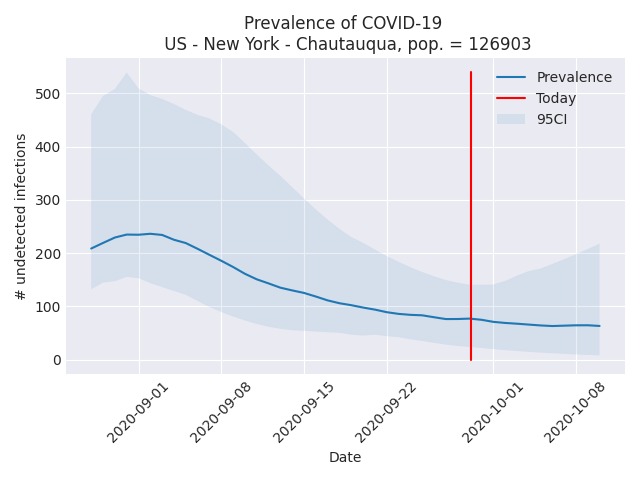 Prevalence of COVID-19
US - New York - Chautauqua, pop. = 126903
Prevalence
Today
95CI
# undetected infections
500
400
300
200
100
0
2020-09-01
2020-09-08
2020-09-15
2020-09-22
2020-10-01
2020-10-08
Date